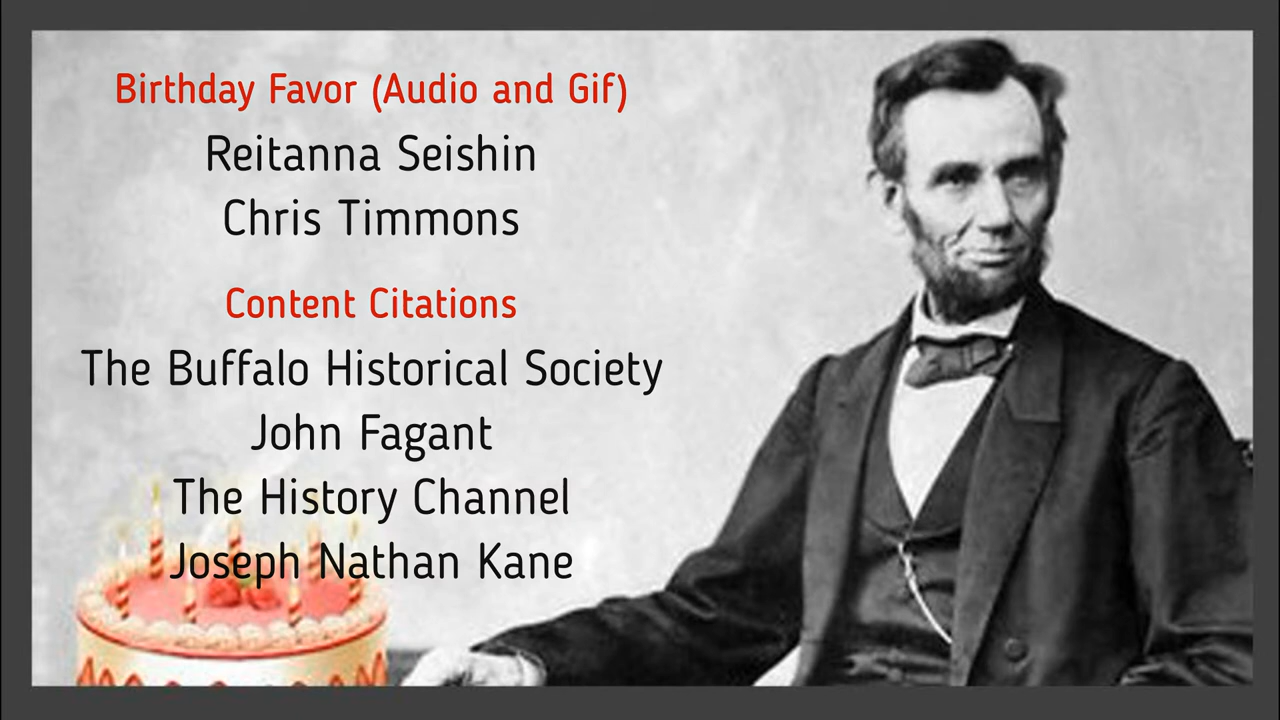 Birthday Favor (Audio and Gif)
Reitanna Seishin
Chris Timmons
Content Citations
The Buffalo Historical Society
John Fagant
The History Channel
Joseph Nathan Kane